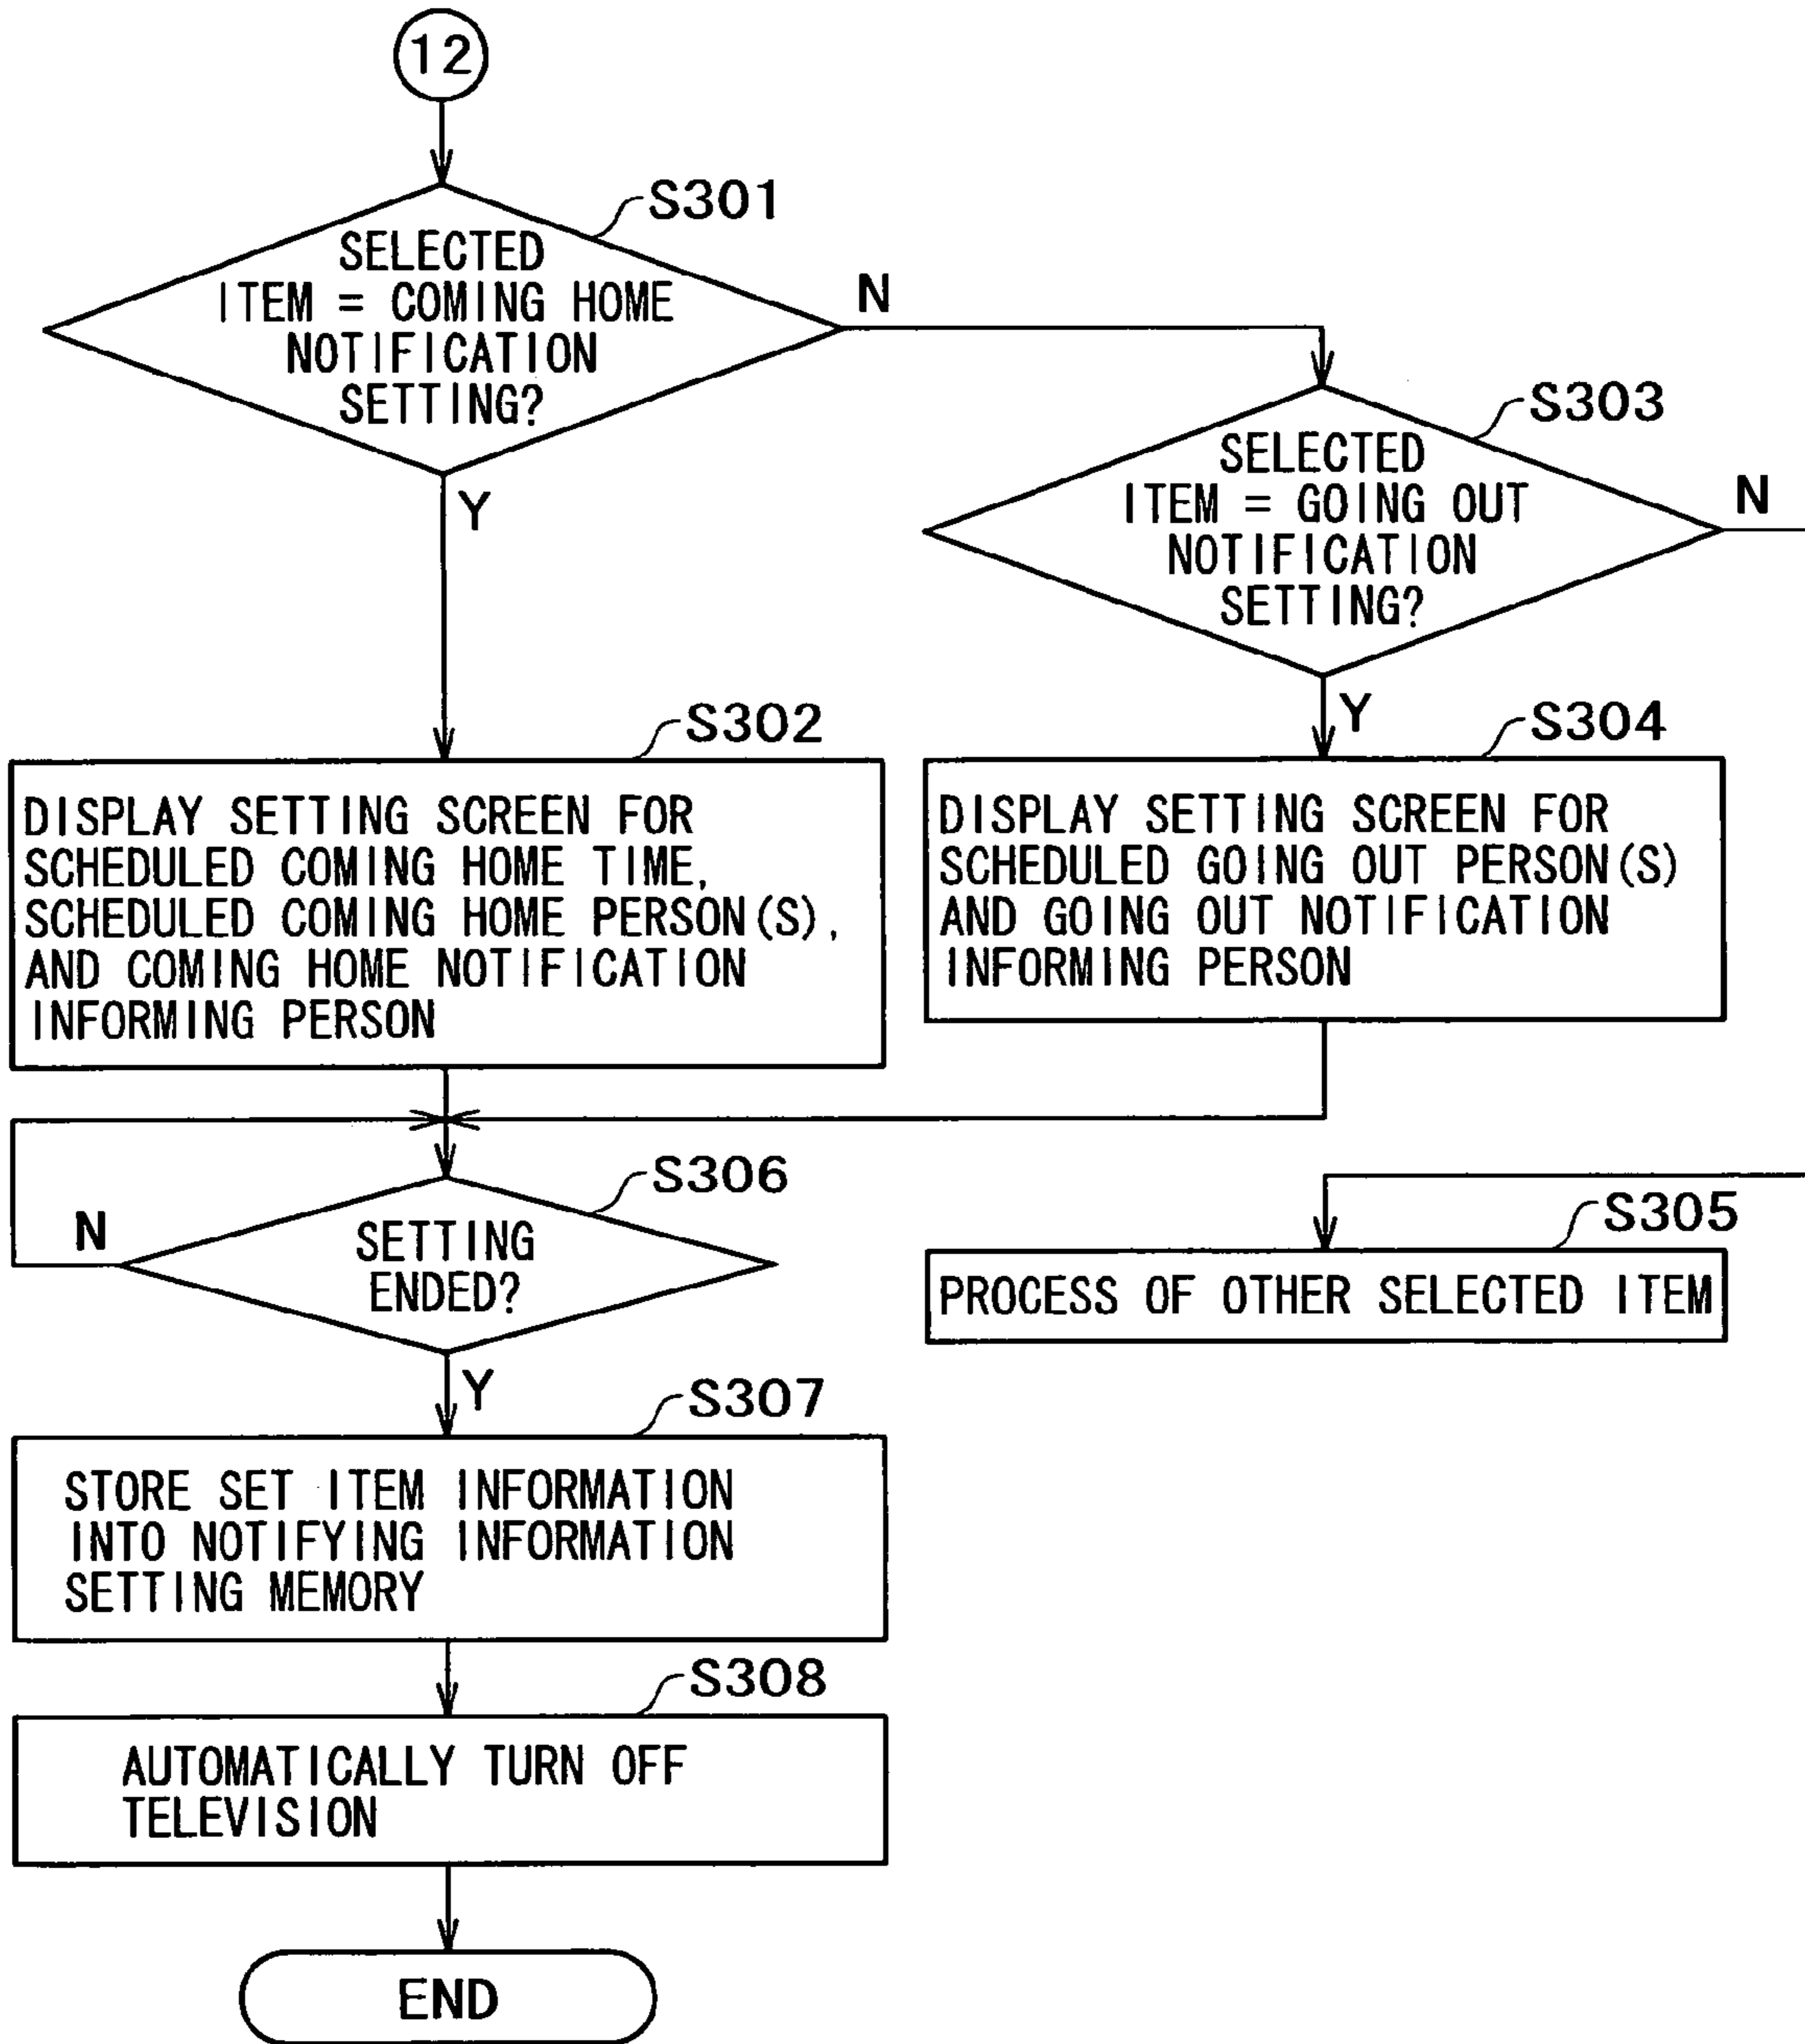 12
S301
SELECTED
ITEM = COMING HOME
NOTIFICATION
SETTING?
N
Y
S303
SELECTED
ITEM = GOING OUT
NOTIFICATION
SETTING?
N
Y
S302
DISPLAY SETTING SCREEN FOR
SCHEDULED COMING HOME TIME,
SCHEDULED COMING HOME PERSON(S),
AND COMING HOME NOTIFICATION
INFORMING PERSON
S304
DISPLAY SETTING SCREEN FOR
SCHEDULED GOING OUT PERSON(S)
AND GOING OUT NOTIFICATION
INFORMING PERSON
S306
SETTING
ENDED?
N
Y
S305
PROCESS OF OTHER SELECTED ITEM
S307
STORE SET ITEM INFORMATION
INTO NOTIFYING INFORMATION
SETTING MEMORY
S308
AUTOMATICALLY TURN OFF
TELEVISION
END